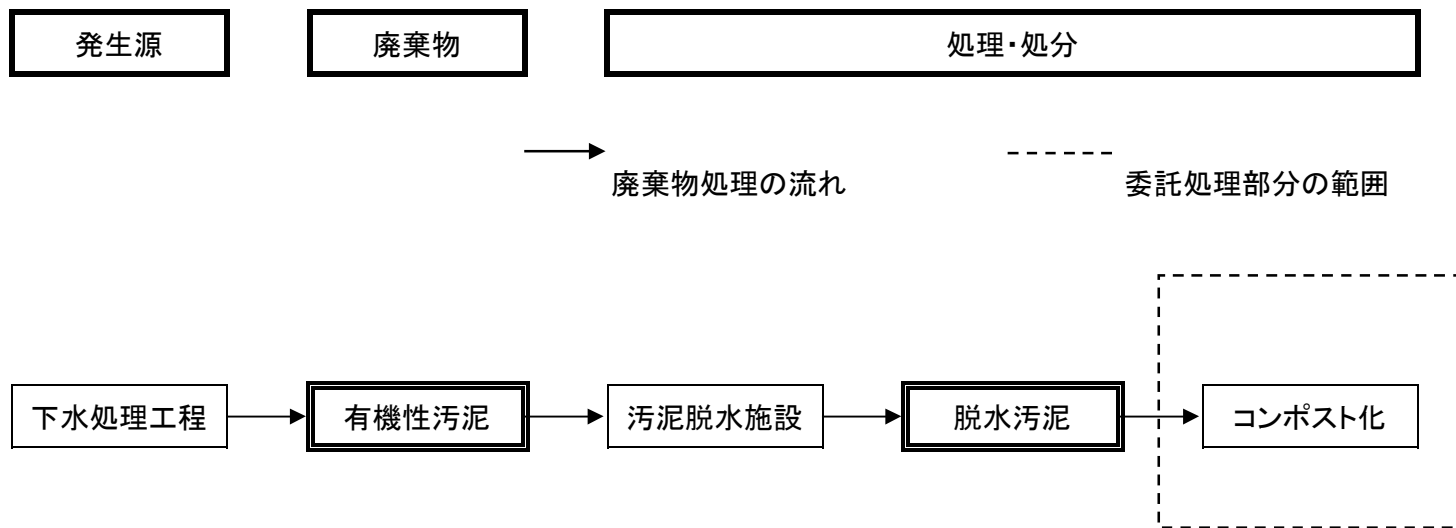 発生源
廃棄物
処理・処分
廃棄物処理の流れ
委託処理部分の範囲
下水処理工程
有機性汚泥
汚泥脱水施設
脱水汚泥
コンポスト化